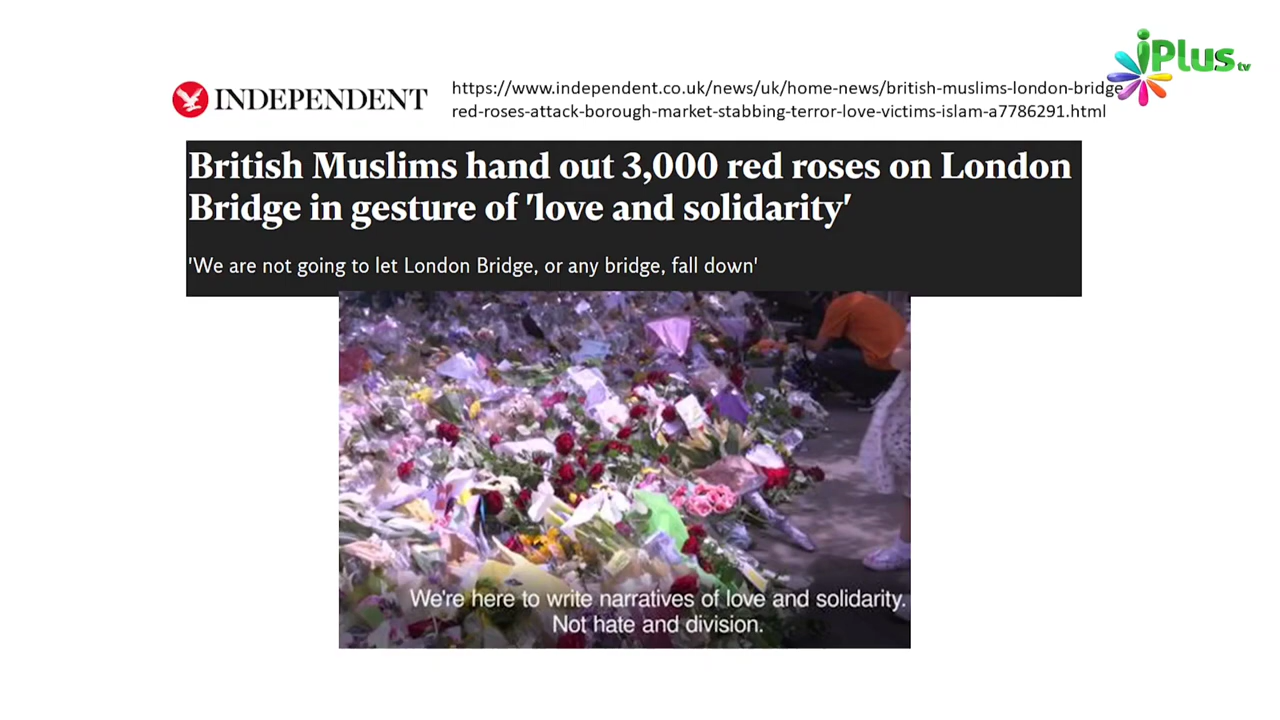 iPlus tv
INDEPENDENT
https://www.independent.co.uk/news/uk/home-news/british-muslims-london-bridge
red-roses-attack-borough-market-stabbing-terror-love-victims-islam-a7786291.html
British Muslims hand out 3,000 red roses on London
Bridge in gesture of 'love and solidarity'
'We are not going to let London Bridge, or any bridge, fall down'
We're here to write narratives of love and solidarity.
Not hate and division.